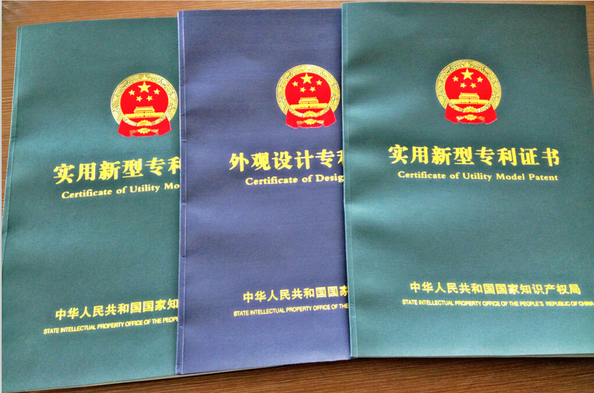 实用新型专利
Certificate of Utility Mo
中华人民共和国国家知
STATE INTELLECTUAL PROPERTY OFFICE OF THE PEOP
外观设计专利
Certificate of Desig
中华人民共和国国家
STATE INTELLECTUAL PROPERTY OFFICE OF THE P
实用新型专利证书
Certificate of Utility Model Patent
中华人民共和国国家知识产权局
STATE INTELLECTUAL PROPERTY OFFICE OF THE PEOPLE'S REPUBLIC OF CHINA